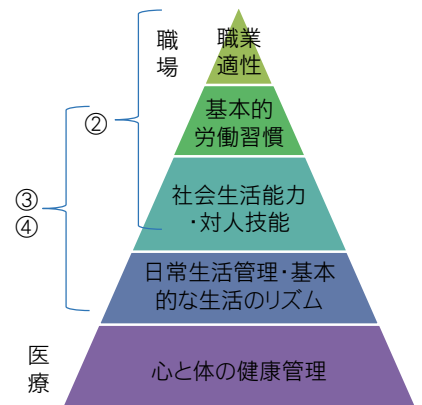 職
場
職業
適性
基本的
労働習慣
②
社会生活能力
・対人技能
③
④
日常生活管理・基本
的な生活のリズム
医
療
心と体の健康管理